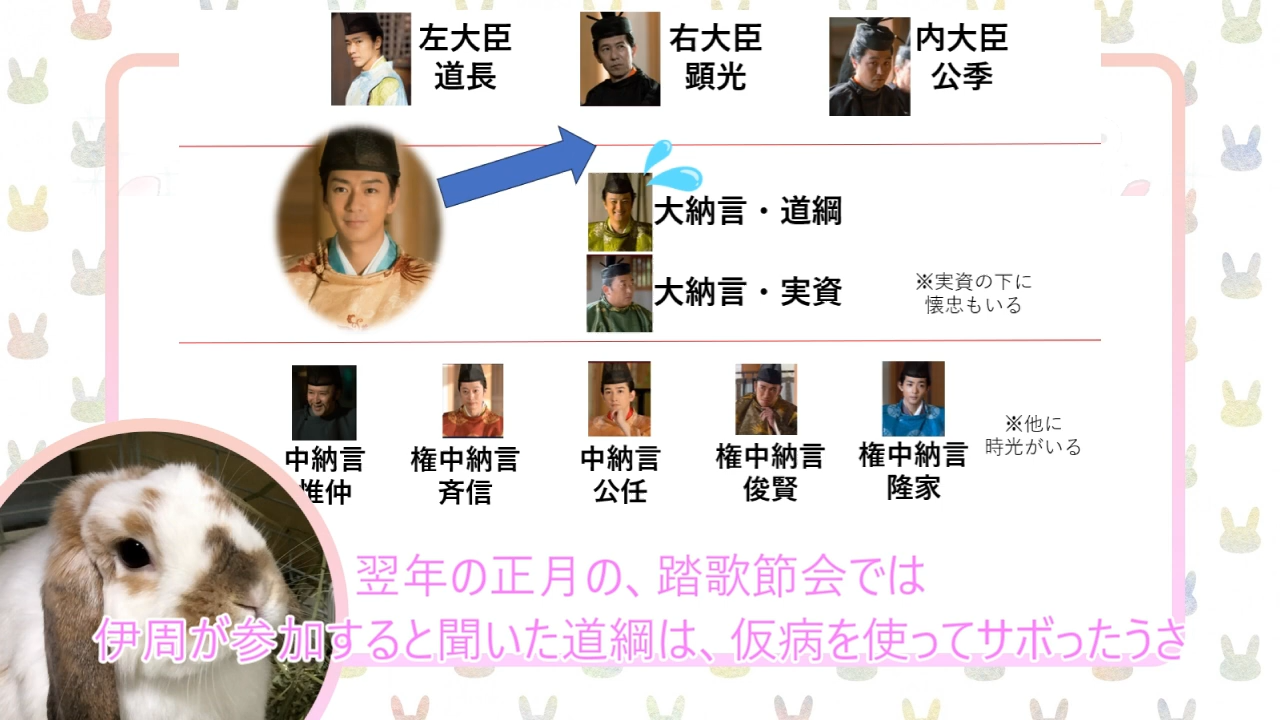 左大臣
道長
右大臣
顕光
内大臣
公季
大納言・道綱
大納言・実資
※実資の下に
懐忠もいる
中納言
惟仲
権中納言
斉信
中納言
公任
権中納言
俊賢
権中納言
隆家
※他に
時光がいる
翌年の正月の、踏歌節会では
伊周が参加すると聞いた道綱は、仮病を使ってサボったうさ